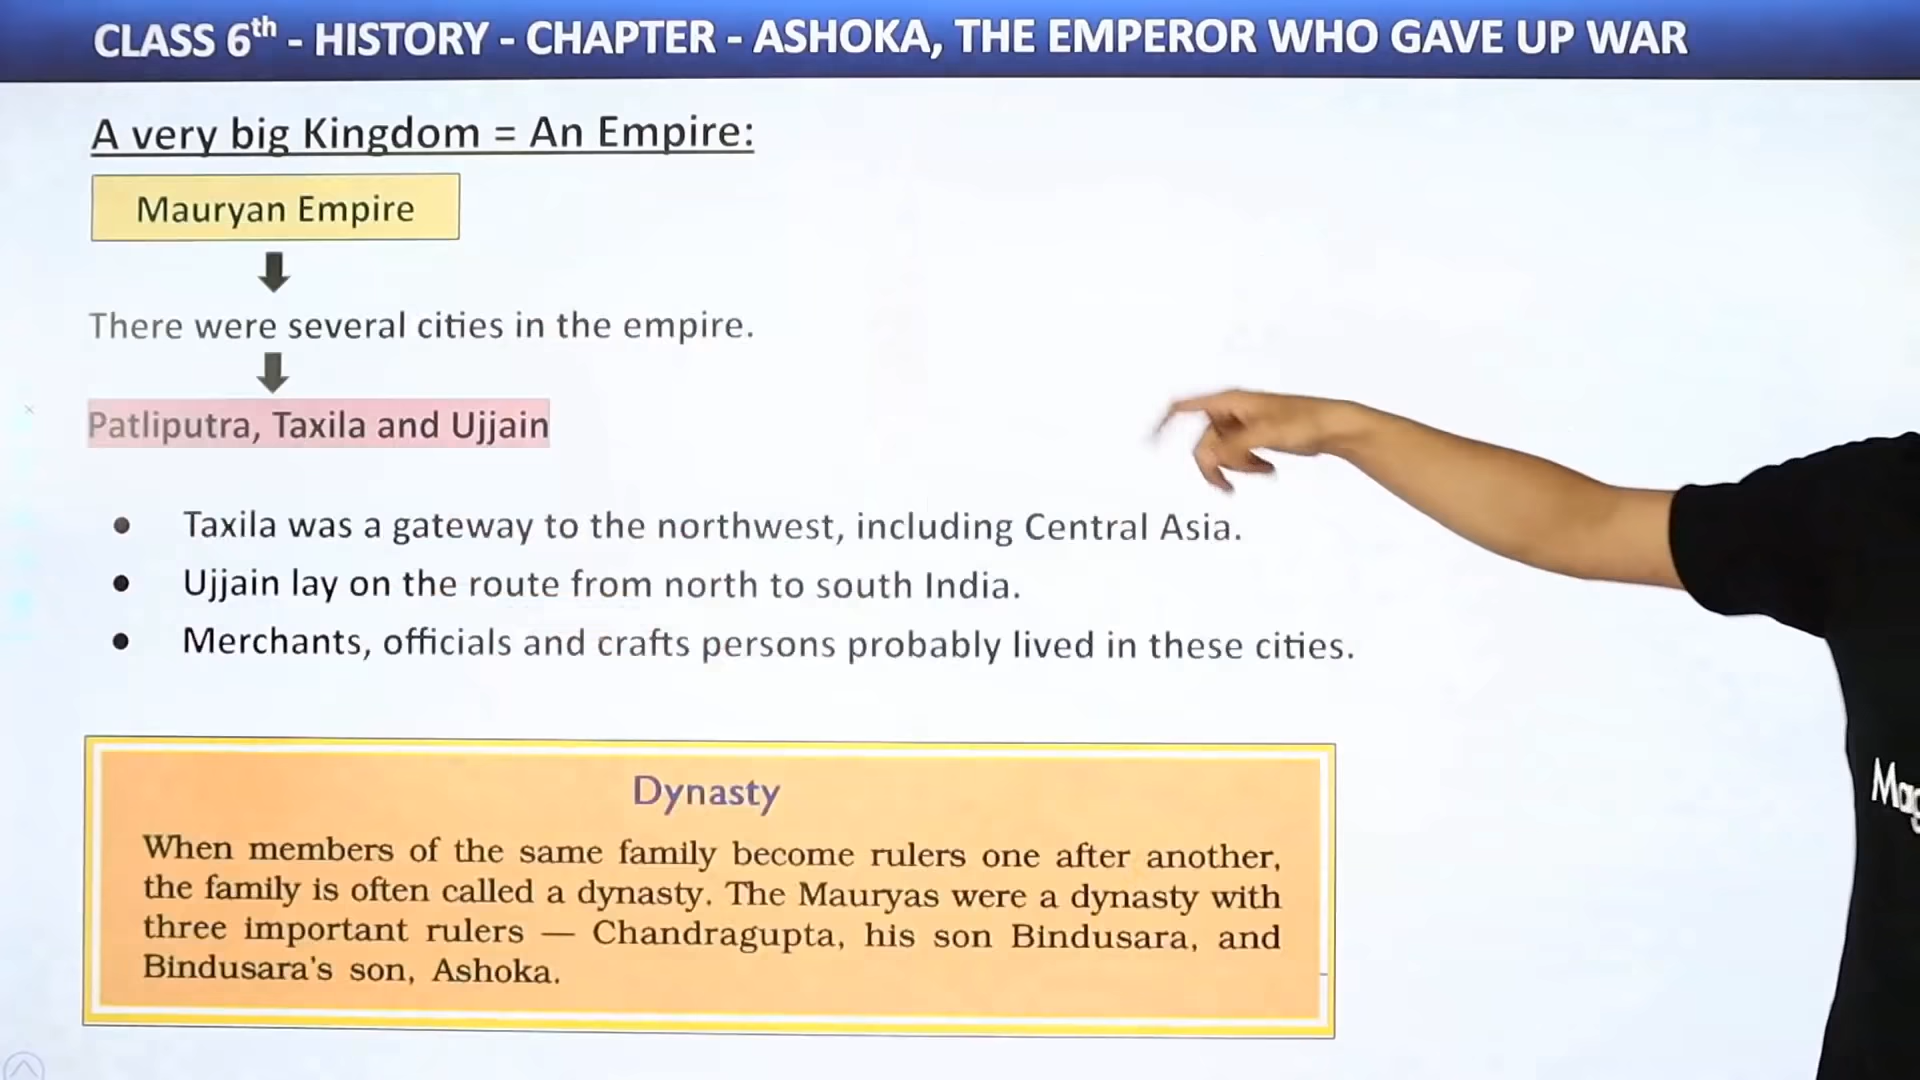 CLASS 6th - HISTORY - CHAPTER - ASHOKA, THE EMPEROR WHO GAVE UP WAR
A very big Kingdom = An Empire:
Mauryan Empire
There were several cities in the empire.
Patliputra, Taxila and Ujjain
● Taxila was a gateway to the northwest, including Central Asia.
● Ujjain lay on the route from north to south India.
● Merchants, officials and crafts persons probably lived in these cities.
Dynasty
When members of the same family become rulers one after another,
the family is often called a dynasty. The Mauryas were a dynasty with
three important rulers — Chandragupta, his son Bindusara, and
Bindusara's son, Ashoka.